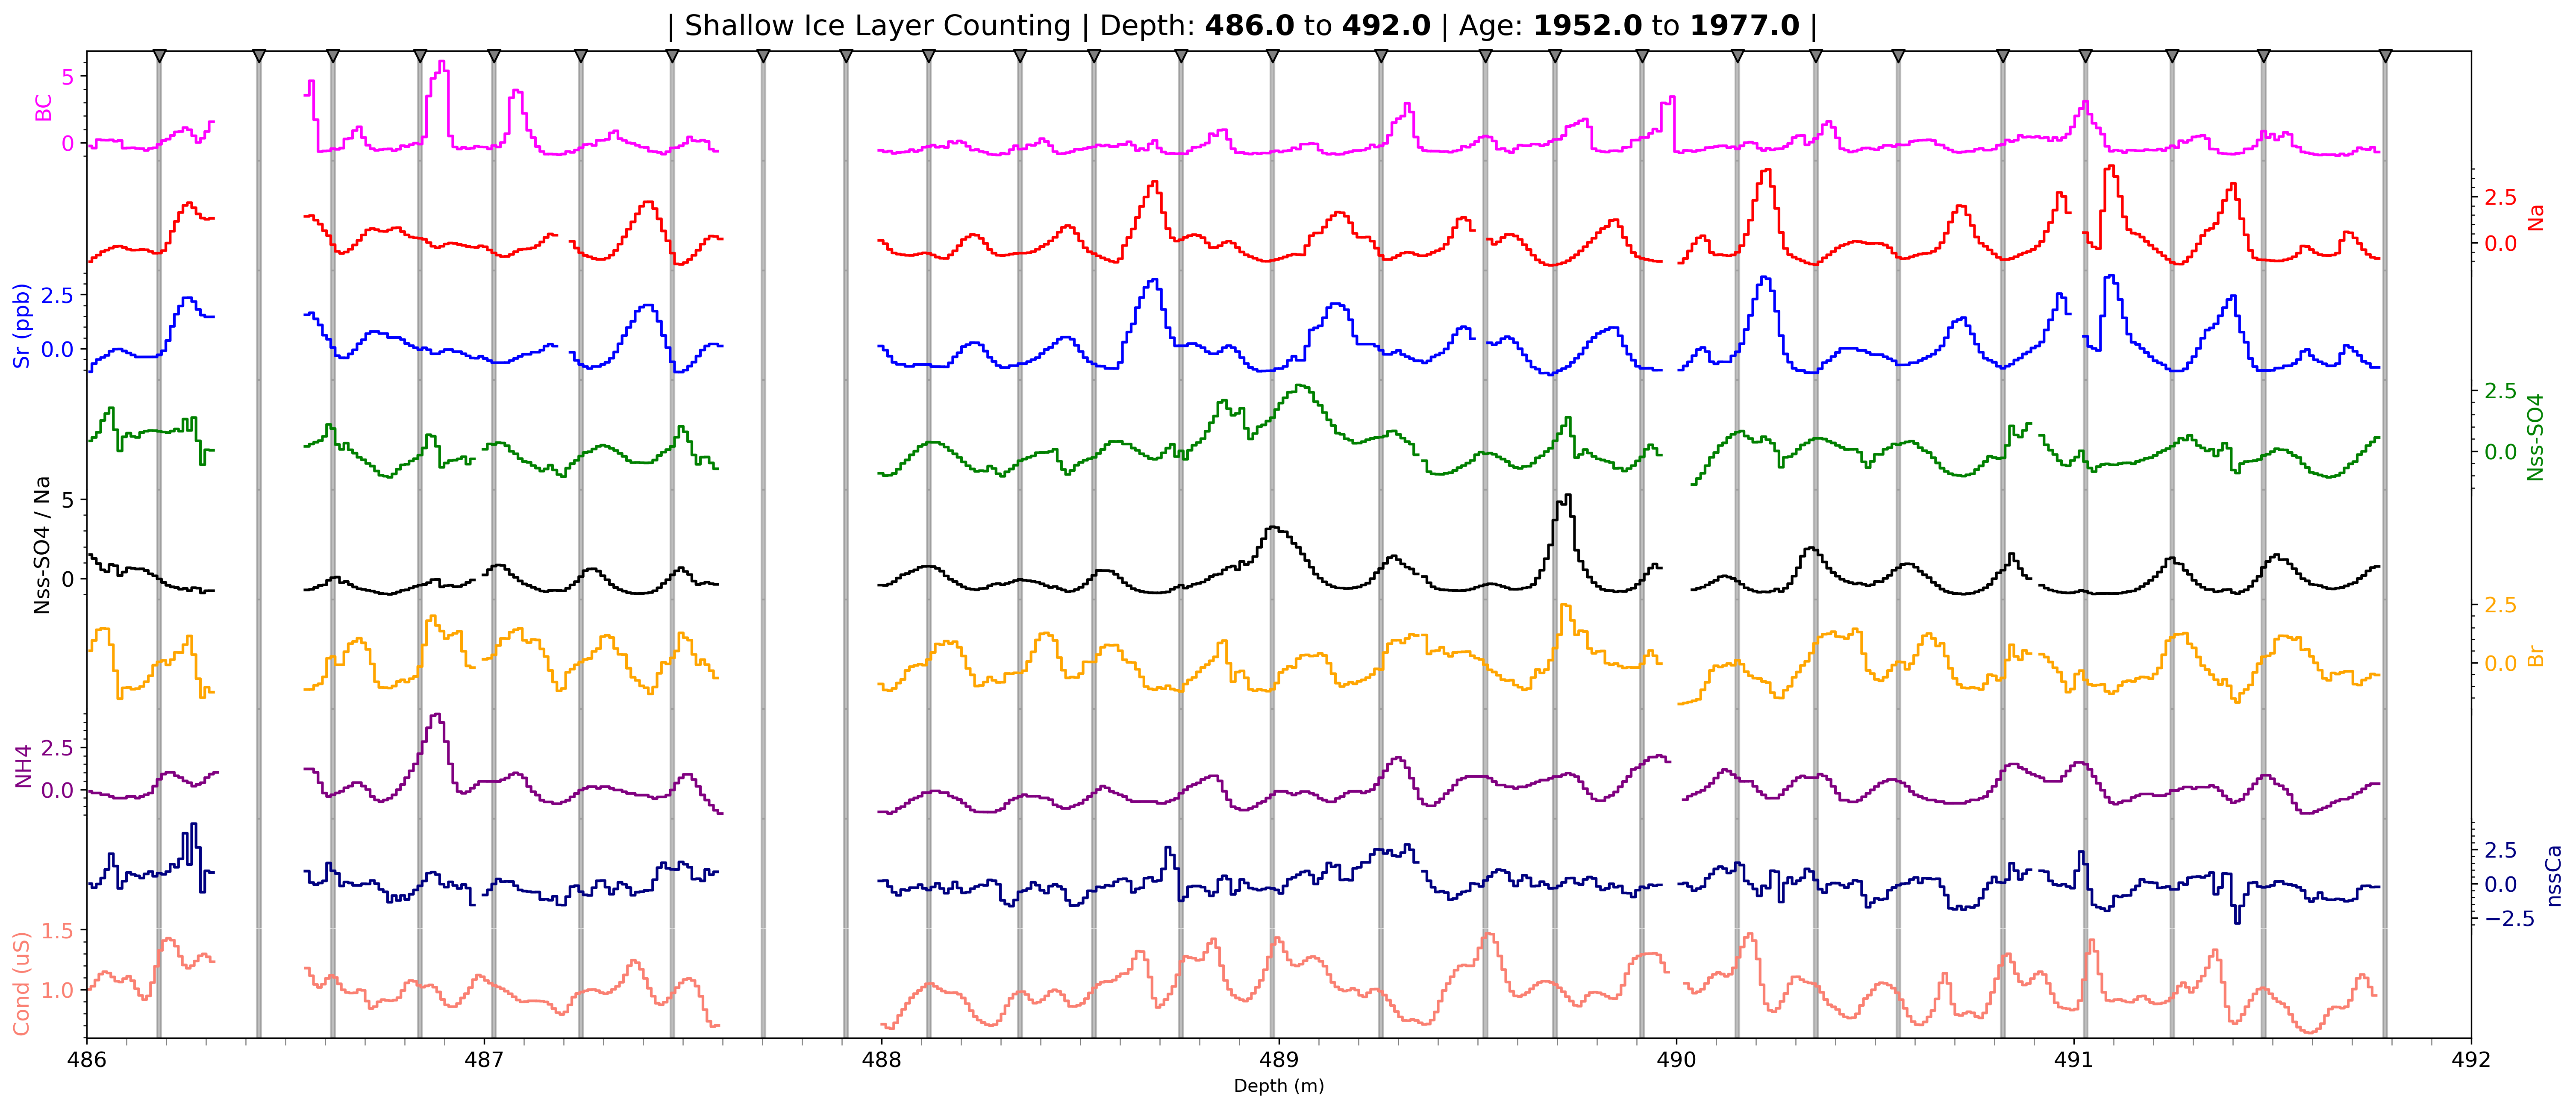 | Shallow Ice Layer Counting | Depth: 486.0 to 492.0 | Age: 1952.0 to 1977.0 |
BC
5
0
2.5
0.0
Na
Sr (ppb)
2.5
0.0
2.5
0.0
Nss-SO4
Nss-SO4 / Na
5
0
2.5
0.0
Br
NH4
2.5
0.0
2.5
0.0
−2.5
nssCa
Cond (uS)
1.5
1.0
486 487 488 489 490 491 492
Depth (m)